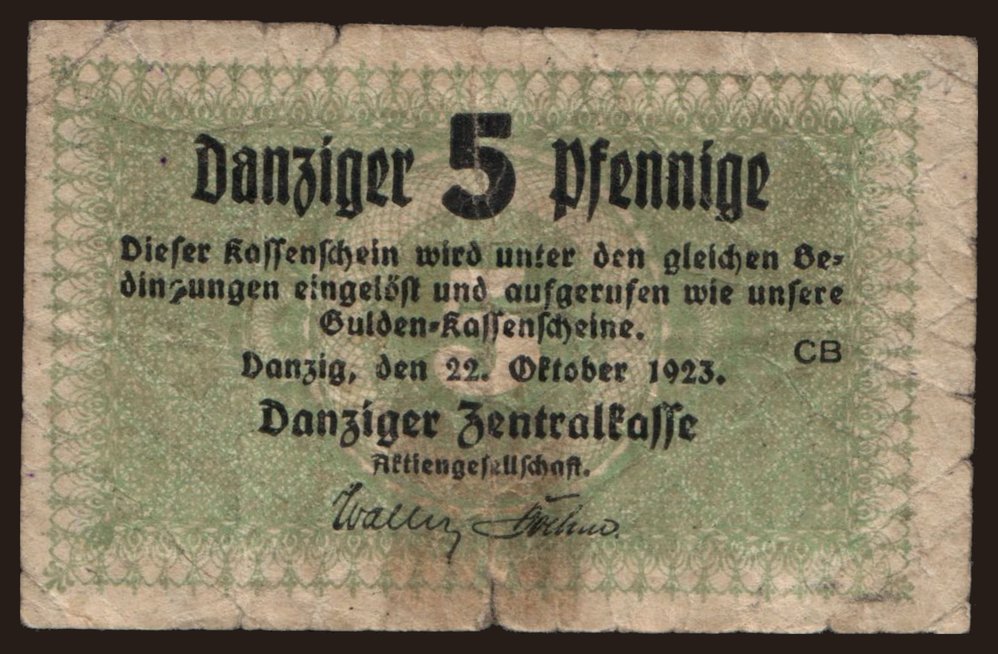 Danziger 5 Pfennige
Dieser Kassenschein wird unter den gleichen Be-
dingungen eingelöst und aufgerufen wie unsere
Gulden-Kassenscheine.
CB
Danzig, den 22. Oktober 1923.
Danziger Zentralkasse
Aktiengesellschaft.